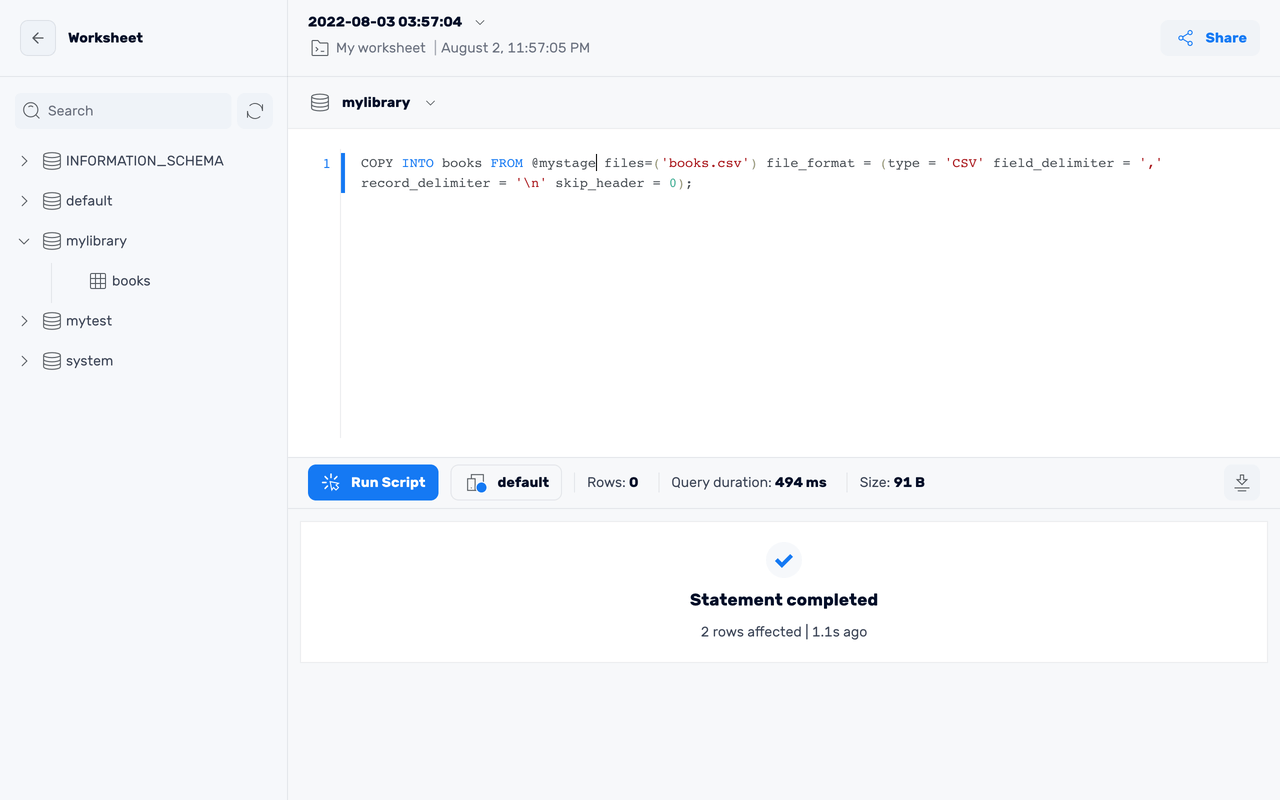 Worksheet
Search
INFORMATION_SCHEMA
default
mylibrary
books
mytest
system
2022-08-03 03:57:04
My worksheet | August 2, 11:57:05 PM
Share
mylibrary
1 COPY INTO books FROM @mystage files=('books.csv') file_format = (type = 'CSV' field_delimiter = ','
record_delimiter = '\n' skip_header = 0);
Run Script default Rows: 0 Query duration: 494 ms Size: 91 B
Statement completed
2 rows affected | 1.1s ago